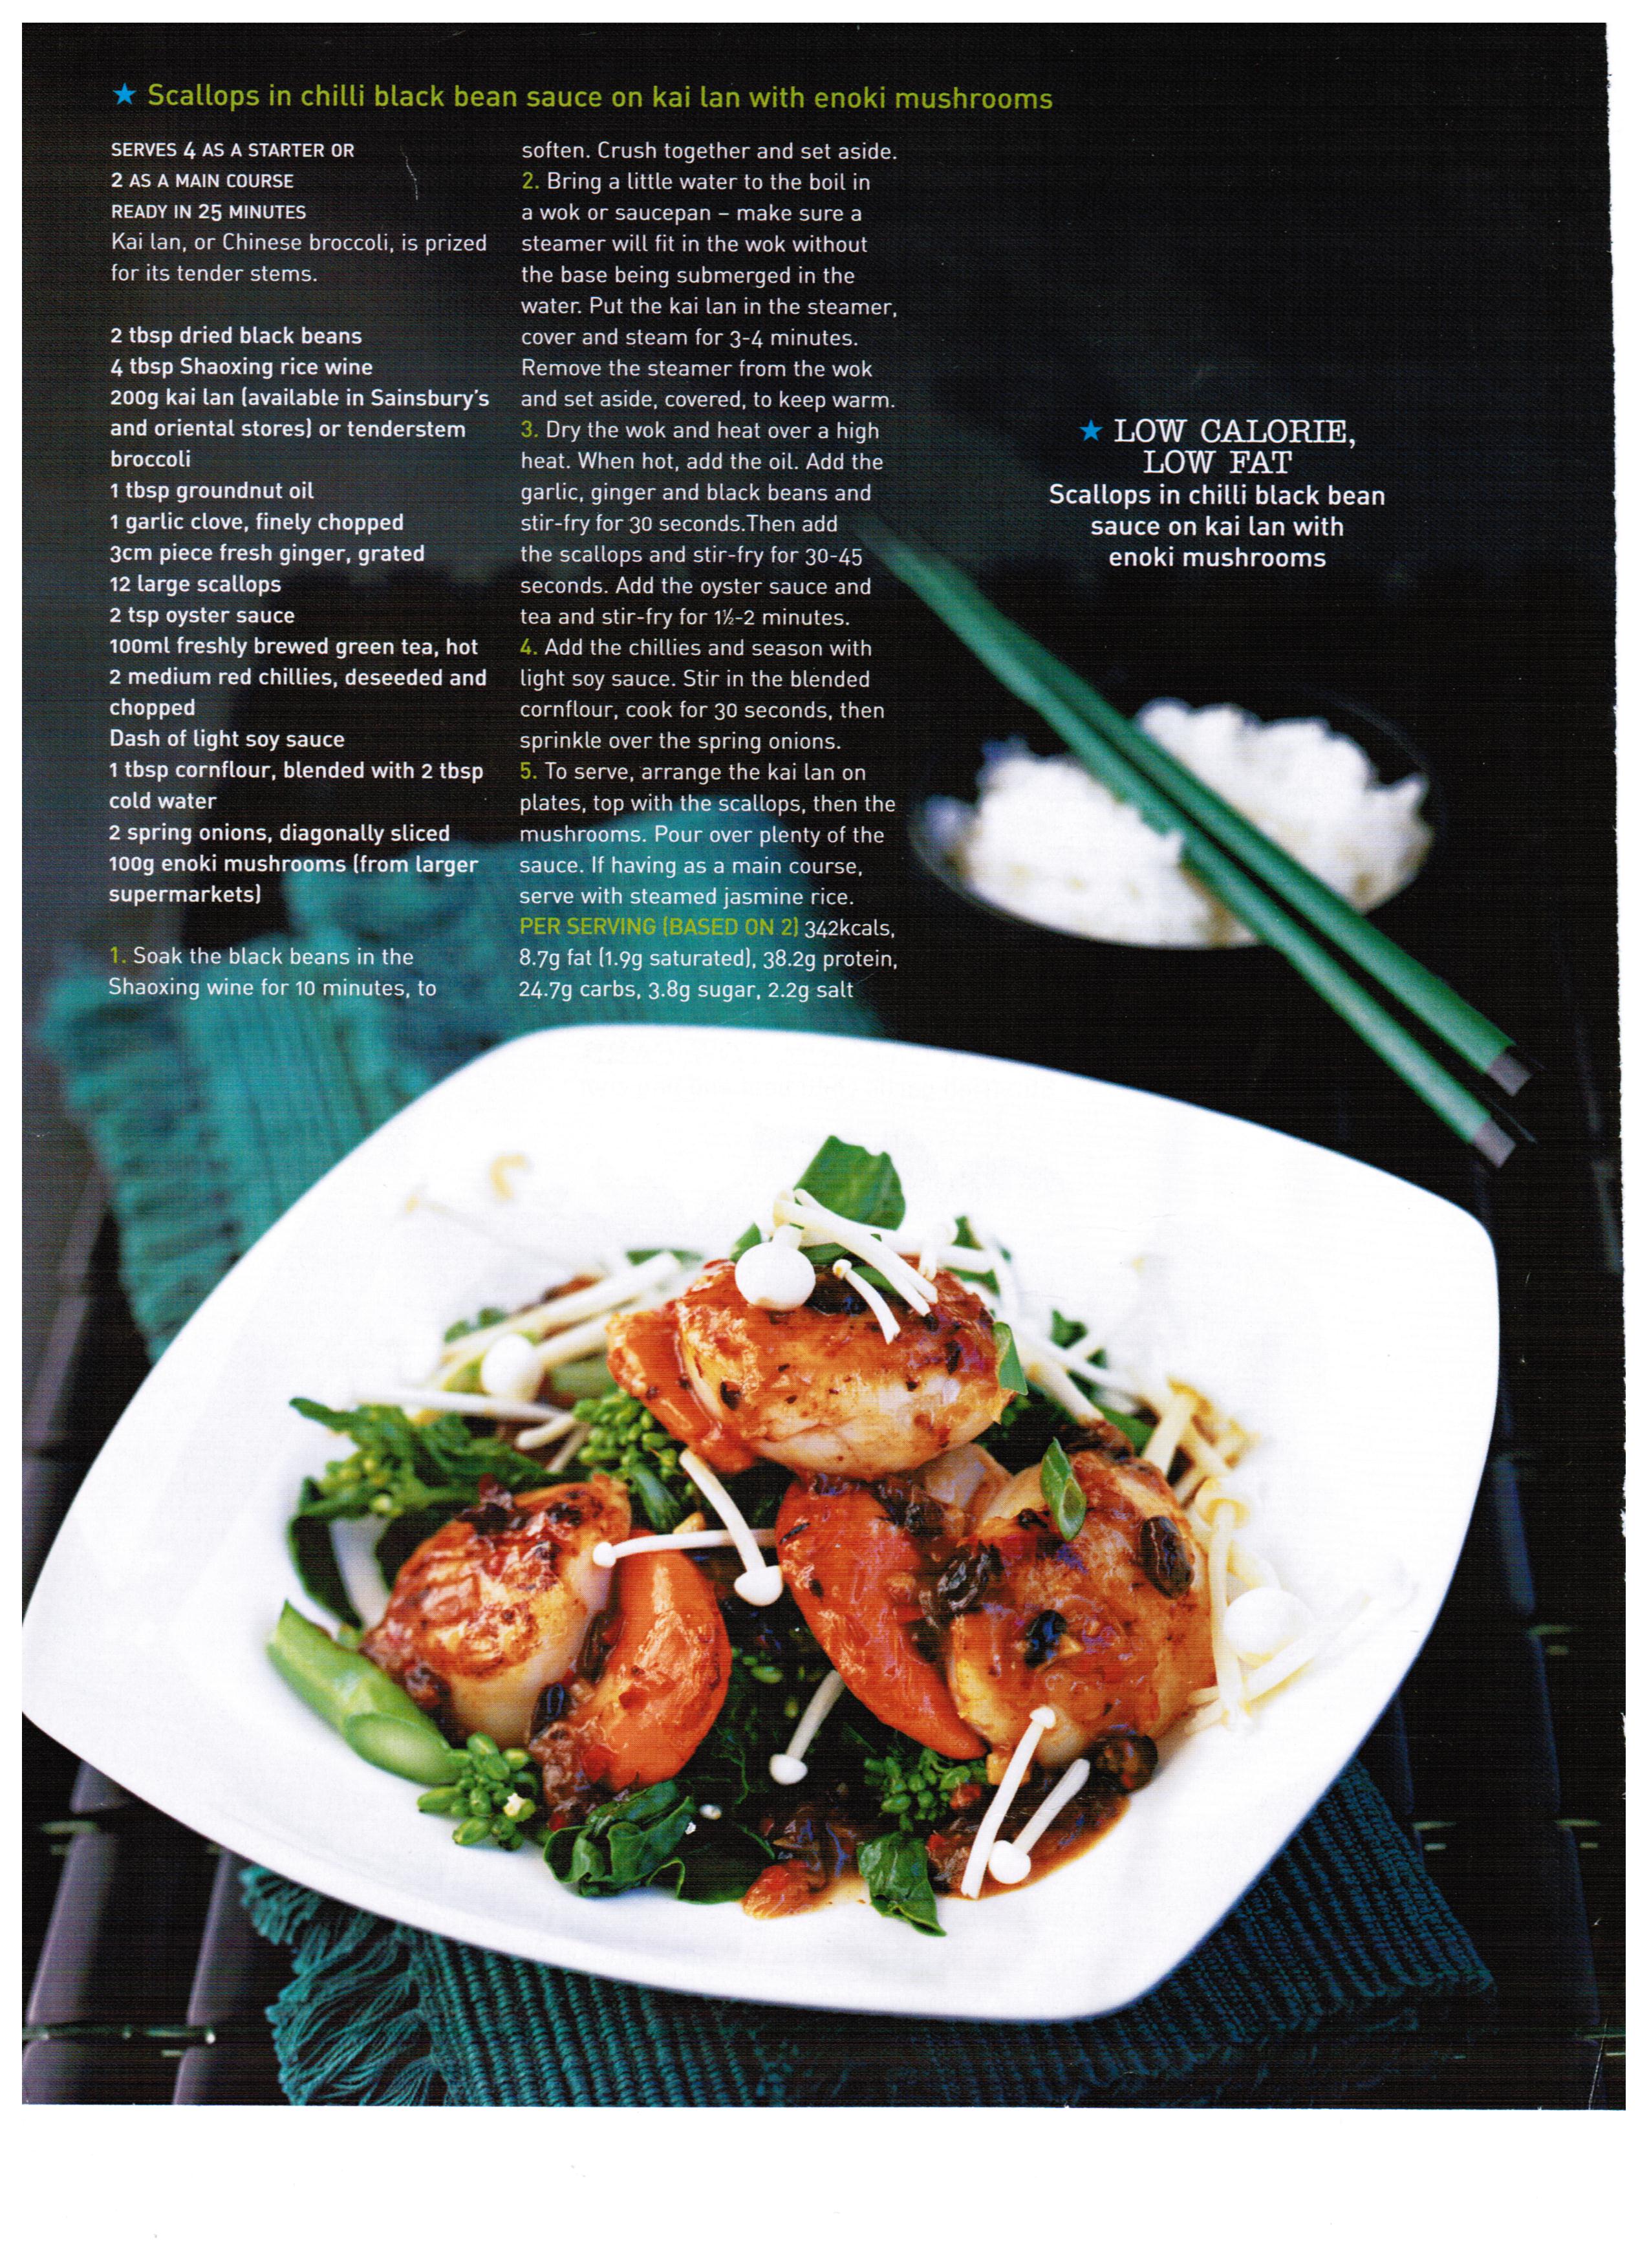 ★ Scallops in chilli black bean sauce on kai lan with enoki mushrooms
SERVES 4 AS A STARTER OR
2 AS A MAIN COURSE
READY IN 25 MINUTES
Kai lan, or Chinese broccoli, is prized
for its tender stems.
2 tbsp dried black beans
4 tbsp Shaoxing rice wine
200g kai lan (available in Sainsbury's
and oriental stores) or tenderstem
broccoli
1 tbsp groundnut oil
1 garlic clove, finely chopped
3cm piece fresh ginger, grated
12 large scallops
2 tsp oyster sauce
100ml freshly brewed green tea, hot
2 medium red chillies, deseeded and
chopped
Dash of light soy sauce
1 tbsp cornflour, blended with 2 tbsp
cold water
2 spring onions, diagonally sliced
100g enoki mushrooms (from larger
supermarkets)
1. Soak the black beans in the
Shaoxing wine for 10 minutes, to
soften. Crush together and set aside.
2. Bring a little water to the boil in
a wok or saucepan – make sure a
steamer will fit in the wok without
the base being submerged in the
water. Put the kai lan in the steamer,
cover and steam for 3-4 minutes.
Remove the steamer from the wok
and set aside, covered, to keep warm.
3. Dry the wok and heat over a high
heat. When hot, add the oil. Add the
garlic, ginger and black beans and
stir-fry for 30 seconds.Then add
the scallops and stir-fry for 30-45
seconds. Add the oyster sauce and
tea and stir-fry for 1½-2 minutes.
4. Add the chillies and season with
light soy sauce. Stir in the blended
cornflour, cook for 30 seconds, then
sprinkle over the spring onions.
5. To serve, arrange the kai lan on
plates, top with the scallops, then the
mushrooms. Pour over plenty of the
sauce. If having as a main course,
serve with steamed jasmine rice.
PER SERVING (BASED ON 2) 342kcals,
8.7g fat (1.9g saturated), 38.2g protein,
24.7g carbs, 3.8g sugar, 2.2g salt
★ LOW CALORIE,
LOW FAT
Scallops in chilli black bean
sauce on kai lan with
enoki mushrooms